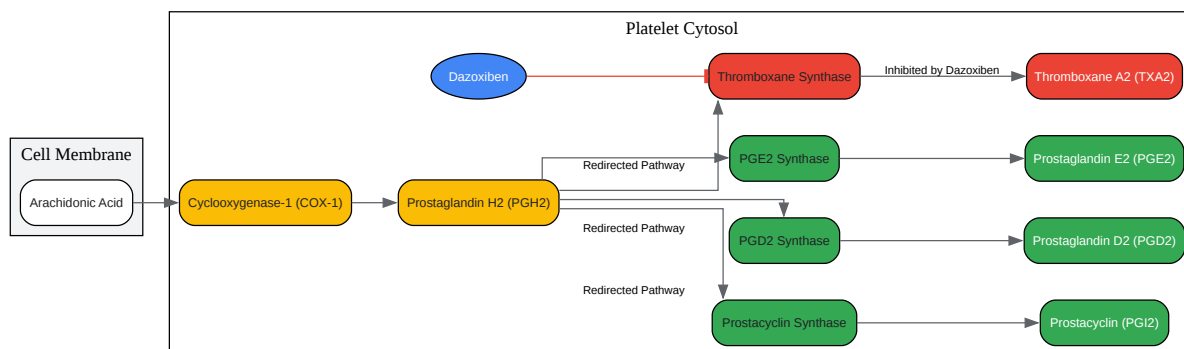 Platelet Cytosol
Dazoxiben
Thromboxane Synthase
Inhibited by Dazoxiben
Thromboxane A2 (TXA2)
Cell Membrane
Redirected Pathway
PGE2 Synthase
Prostaglandin E2 (PGE2)
Arachidonic Acid
Cyclooxygenase-1 (COX-1)
Prostaglandin H2 (PGH2)
Redirected Pathway
PGD2 Synthase
Prostaglandin D2 (PGD2)
Redirected Pathway
Prostacyclin Synthase
Prostacyclin (PGI2)